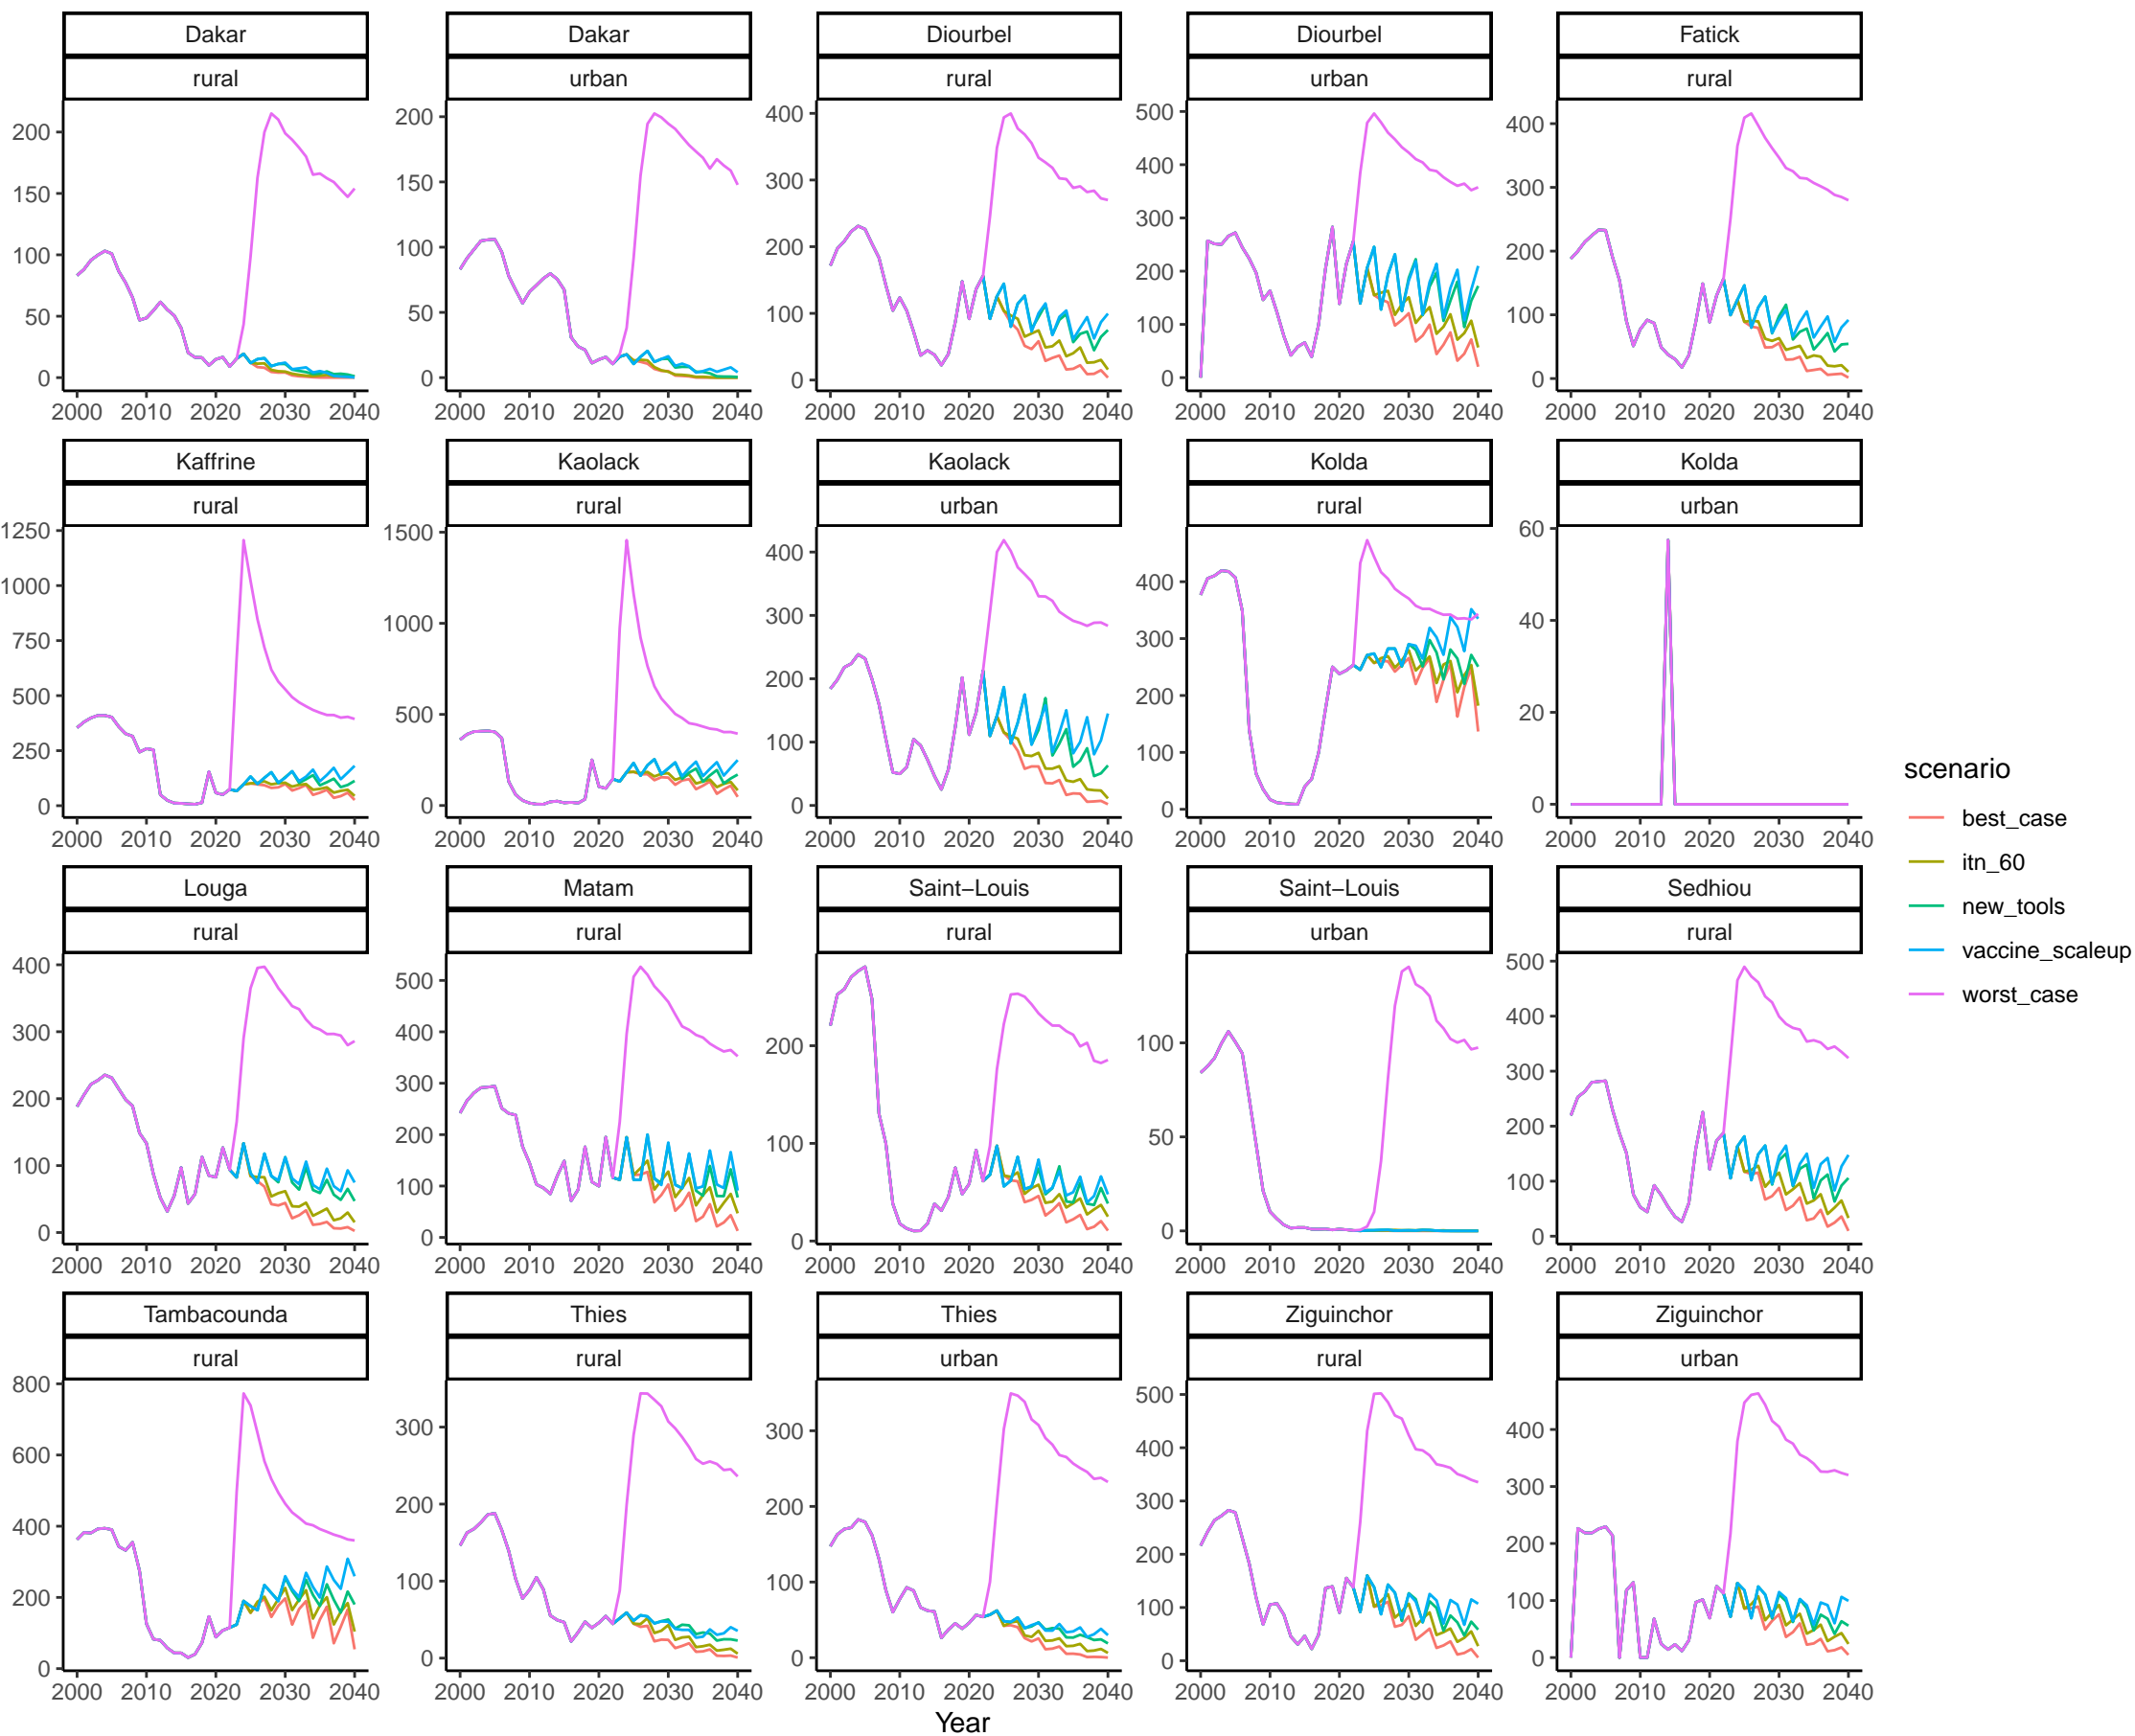 Dakar Dakar Diourbel Diourbel Fatick
rural urban rural urban rural
200 150 100 50 0
200 150 100 50 0
400 300 200 100 0
500 400 300 200 100 0
400 300 200 100 0
2000 2010 2020 2030 2040 2000 2010 2020 2030 2040 2000 2010 2020 2030 2040 2000 2010 2020 2030 2040 2000 2010 2020 2030 2040
Kaffrine Kaolack Kaolack Kolda Kolda
rural rural urban rural urban
1250 1000 750 500 250 0
1500 1000 500 0
400 300 200 100 0
400 300 200 100 0
60 40 20 0
2000 2010 2020 2030 2040 2000 2010 2020 2030 2040 2000 2010 2020 2030 2040 2000 2010 2020 2030 2040 2000 2010 2020 2030 2040
Louga Matam Saint−Louis Saint−Louis Sedhiou
rural rural rural urban rural
400 300 200 100 0
500 400 300 200 100 0
200 100 0
100 50 0
500 400 300 200 100 0
2000 2010 2020 2030 2040 2000 2010 2020 2030 2040 2000 2010 2020 2030 2040 2000 2010 2020 2030 2040 2000 2010 2020 2030 2040
Tambacounda Thies Thies Ziguinchor Ziguinchor
rural rural urban rural urban
800 600 400 200 0
300 200 100 0
300 200 100 0
500 400 300 200 100 0
400 300 200 100 0
2000 2010 2020 2030 2040 2000 2010 2020 2030 2040 2000 2010 2020 2030 2040 2000 2010 2020 2030 2040 2000 2010 2020 2030 2040
Year
scenario
best_case
itn_60
new_tools
vaccine_scaleup
worst_case